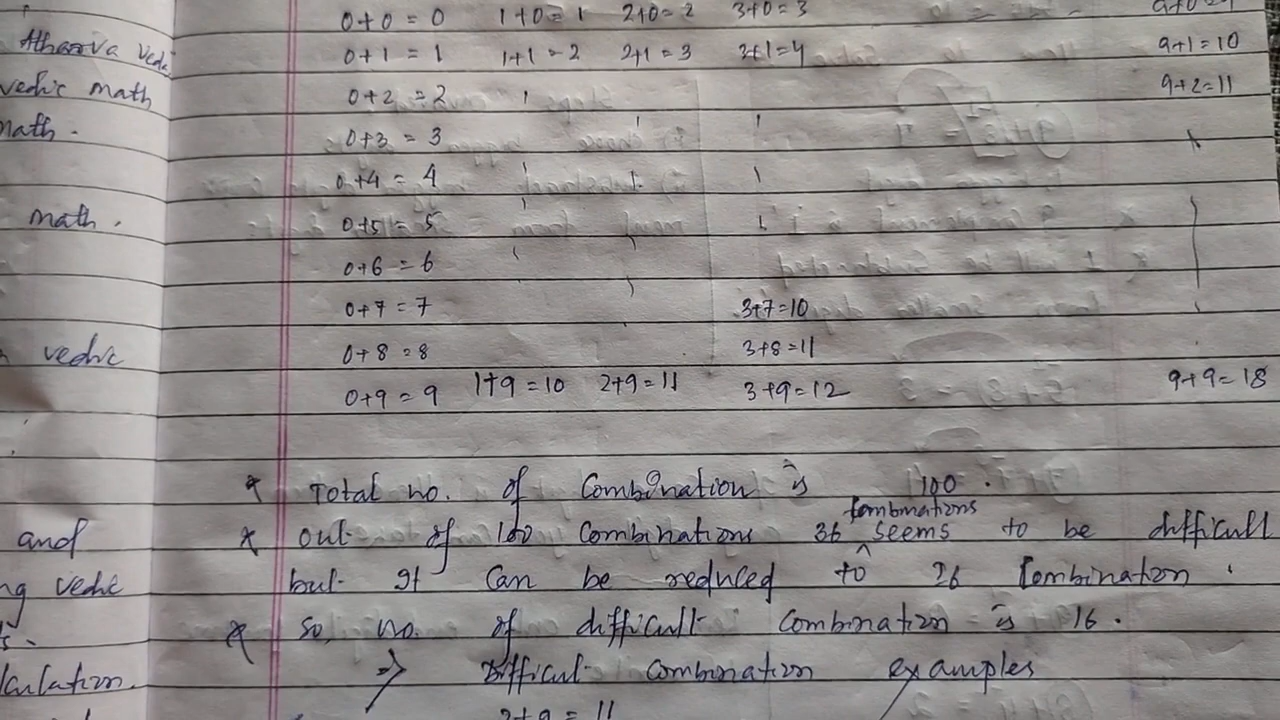 0+0 = 0 1+0= 1 2+0=2 3+0=3
Atharva Veda
0+1 = 1 1+1=2 2+1=3 3+1=4 9+1=10
vedic math
0+2 =2 9+2=11
math.
0+3 = 3
0+4 = 4
math.
0+5 = 5
0+6 =6
0+7 =7 3+7=10
vedic
0+8 =8 3+8=11
0+9 =9 1+9 =10 2+9=11 3+9=12 9+9=18
* Total no. of Combination is 100.
combinations
and
* out of 100 Combinations 36 ^ seems to be difficult
vedic
but It Can be reduced to 26 Combination.
* so, no. of difficult Combination is 16.
lculation.
=> Difficul Combination examples
2+9 = 11